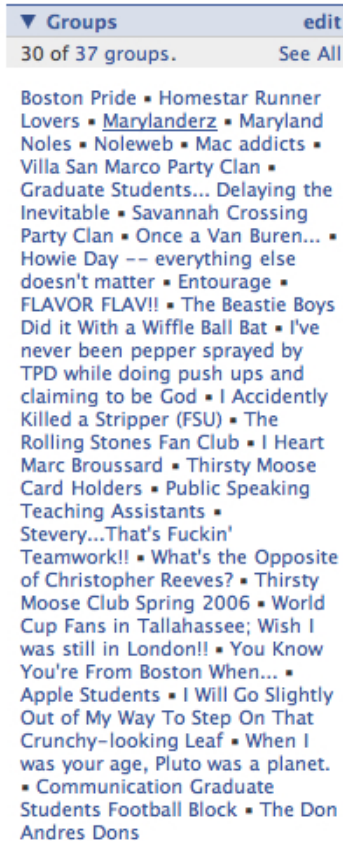 ▼ Groups edit
30 of 37 groups. See All
Boston Pride ▪ Homestar Runner
Lovers ▪ Marylanderz ▪ Maryland
Noles ▪ Noleweb ▪ Mac addicts ▪
Villa San Marco Party Clan ▪
Graduate Students... Delaying the
Inevitable ▪ Savannah Crossing
Party Clan ▪ Once a Van Buren... ▪
Howie Day -- everything else
doesn't matter ▪ Entourage ▪
FLAVOR FLAV!! ▪ The Beastie Boys
Did it With a Wiffle Ball Bat ▪ I've
never been pepper sprayed by
TPD while doing push ups and
claiming to be God ▪ I Accidently
Killed a Stripper (FSU) ▪ The
Rolling Stones Fan Club ▪ I Heart
Marc Broussard ▪ Thirsty Moose
Card Holders ▪ Public Speaking
Teaching Assistants ▪
Stevery...That's Fuckin'
Teamwork!! ▪ What's the Opposite
of Christopher Reeves? ▪ Thirsty
Moose Club Spring 2006 ▪ World
Cup Fans in Tallahassee; Wish I
was still in London!! ▪ You Know
You're From Boston When... ▪
Apple Students ▪ I Will Go Slightly
Out of My Way To Step On That
Crunchy-looking Leaf ▪ When I
was your age, Pluto was a planet.
▪ Communication Graduate
Students Football Block ▪ The Don
Andres Dons